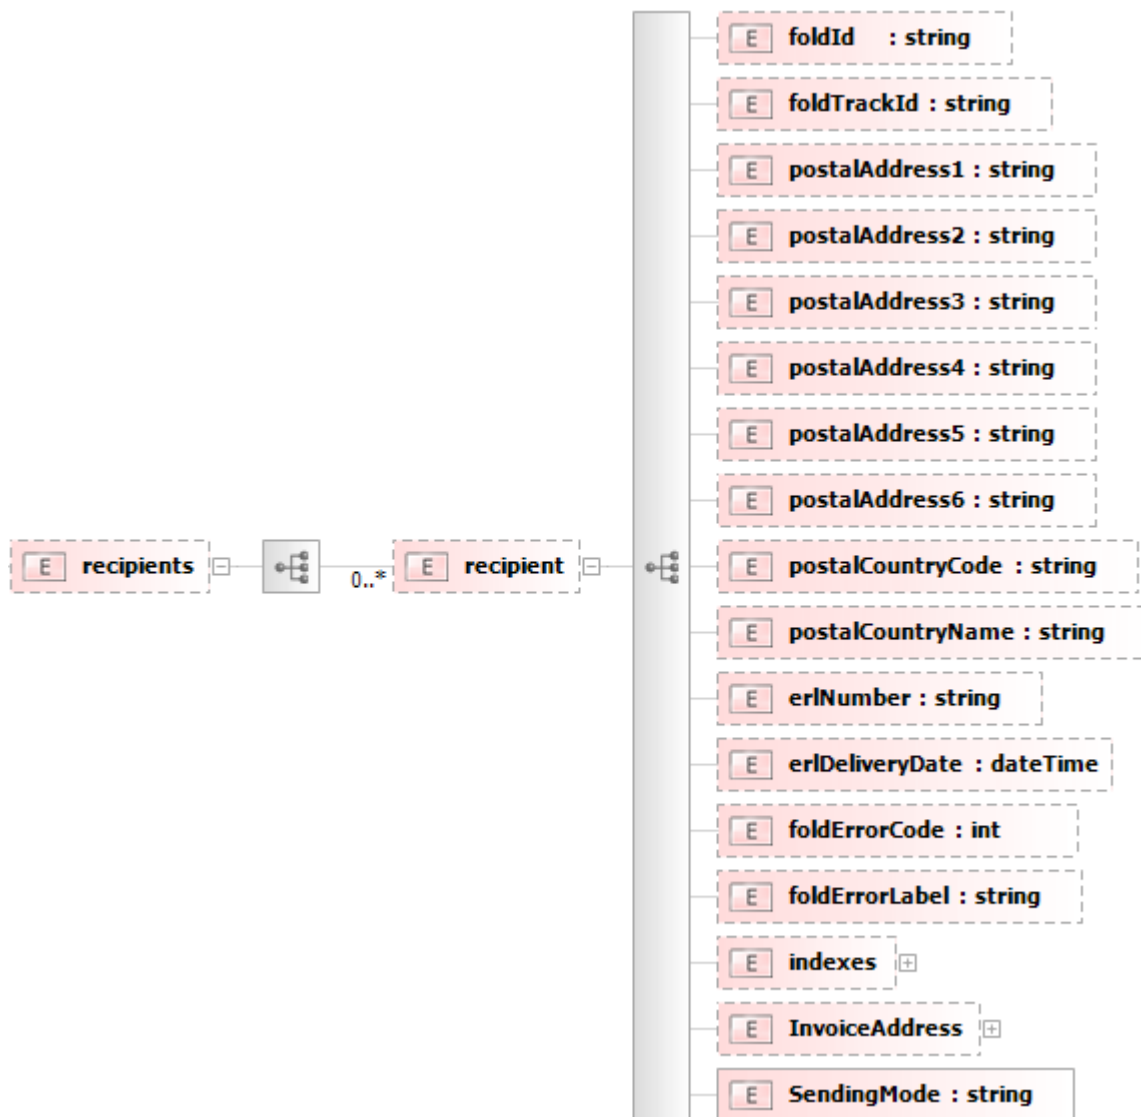 E foldId : string
E foldTrackId : string
E postalAddress1 : string
E postalAddress2 : string
E postalAddress3 : string
E postalAddress4 : string
E postalAddress5 : string
E postalAddress6 : string
E recipients 0..* E recipient E postalCountryCode : string
E postalCountryName : string
E erlNumber : string
E erlDeliveryDate : dateTime
E foldErrorCode : int
E foldErrorLabel : string
E indexes
E InvoiceAddress
E SendingMode : string